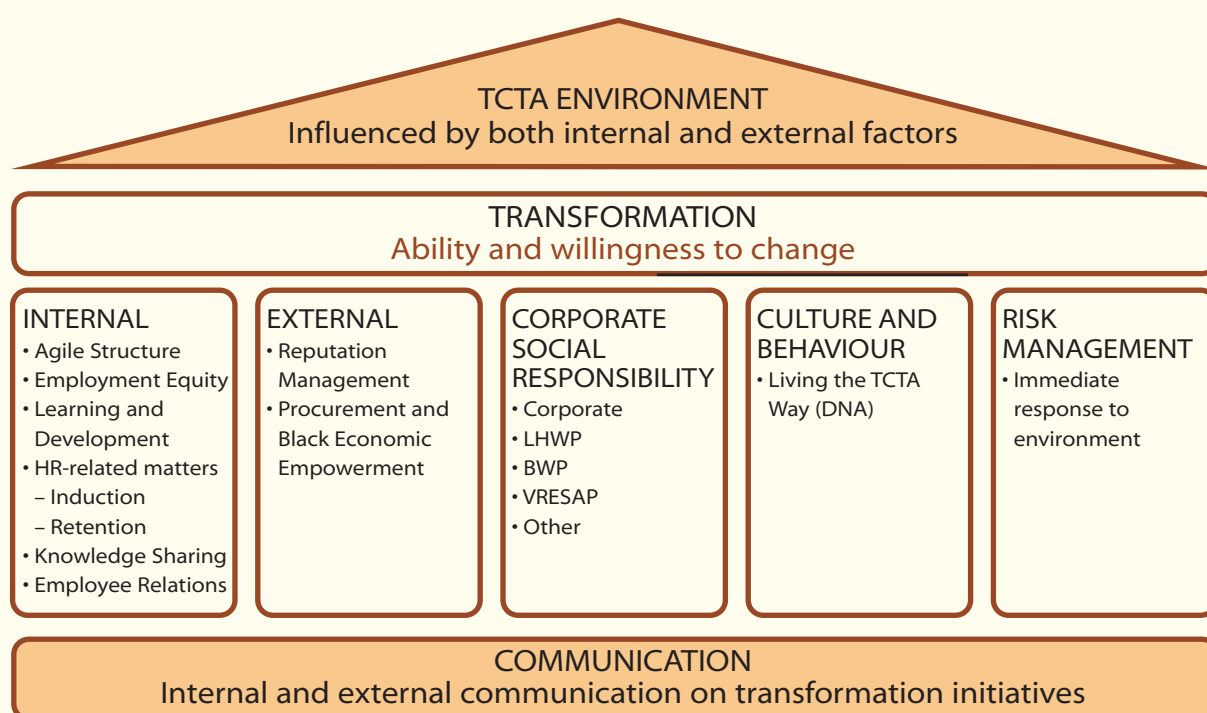 TCTA ENVIRONMENT
Influenced by both internal and external factors
TRANSFORMATION
Ability and willingness to change
INTERNAL
• Agile Structure
• Employment Equity
• Learning and
Development
• HR-related matters
– Induction
– Retention
• Knowledge Sharing
• Employee Relations
EXTERNAL
• Reputation
Management
• Procurement and
Black Economic
Empowerment
CORPORATE
SOCIAL
RESPONSIBILITY
• Corporate
• LHWP
• BWP
• VRESAP
• Other
CULTURE AND
BEHAVIOUR
• Living the TCTA
Way (DNA)
RISK
MANAGEMENT
• Immediate
response to
environment
COMMUNICATION
Internal and external communication on transformation initiatives